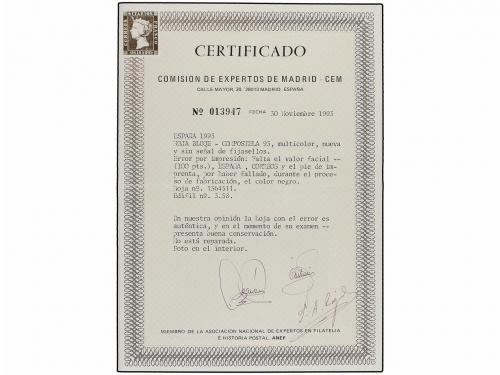 CERTIFICADO
COMISION DE EXPERTOS DE MADRID - CEM
CALLE MAYOR, 20. 28013 MADRID. ESPAÑA
Nº 013947 FECHA 30 Noviembre 1993
ESPAÑA 1993
HOJA BLOQE - COMPOSTELA 93, multicolor, nueva
y sin señal de fijasellos.
Error por impresión: Falta el valor facial --
(100 pts.), ESPAÑA , CORREOS y el pie de im-
prenta, por haber faltado, durante el proce-
so de fabricación, el color negro.
Hoja nº. 1364511.
Edifil nº. 3.58.
En nuestra opinión la hoja con el error es
auténtica, y en el momento de su examen --
presenta buena conservación.
No está reparada.
Foto en el interior.
MIEMBRO DE LA ASOCIACION NACIONAL DE EXPERTOS EN FILATELIA
E HISTORIA POSTAL. ANEF